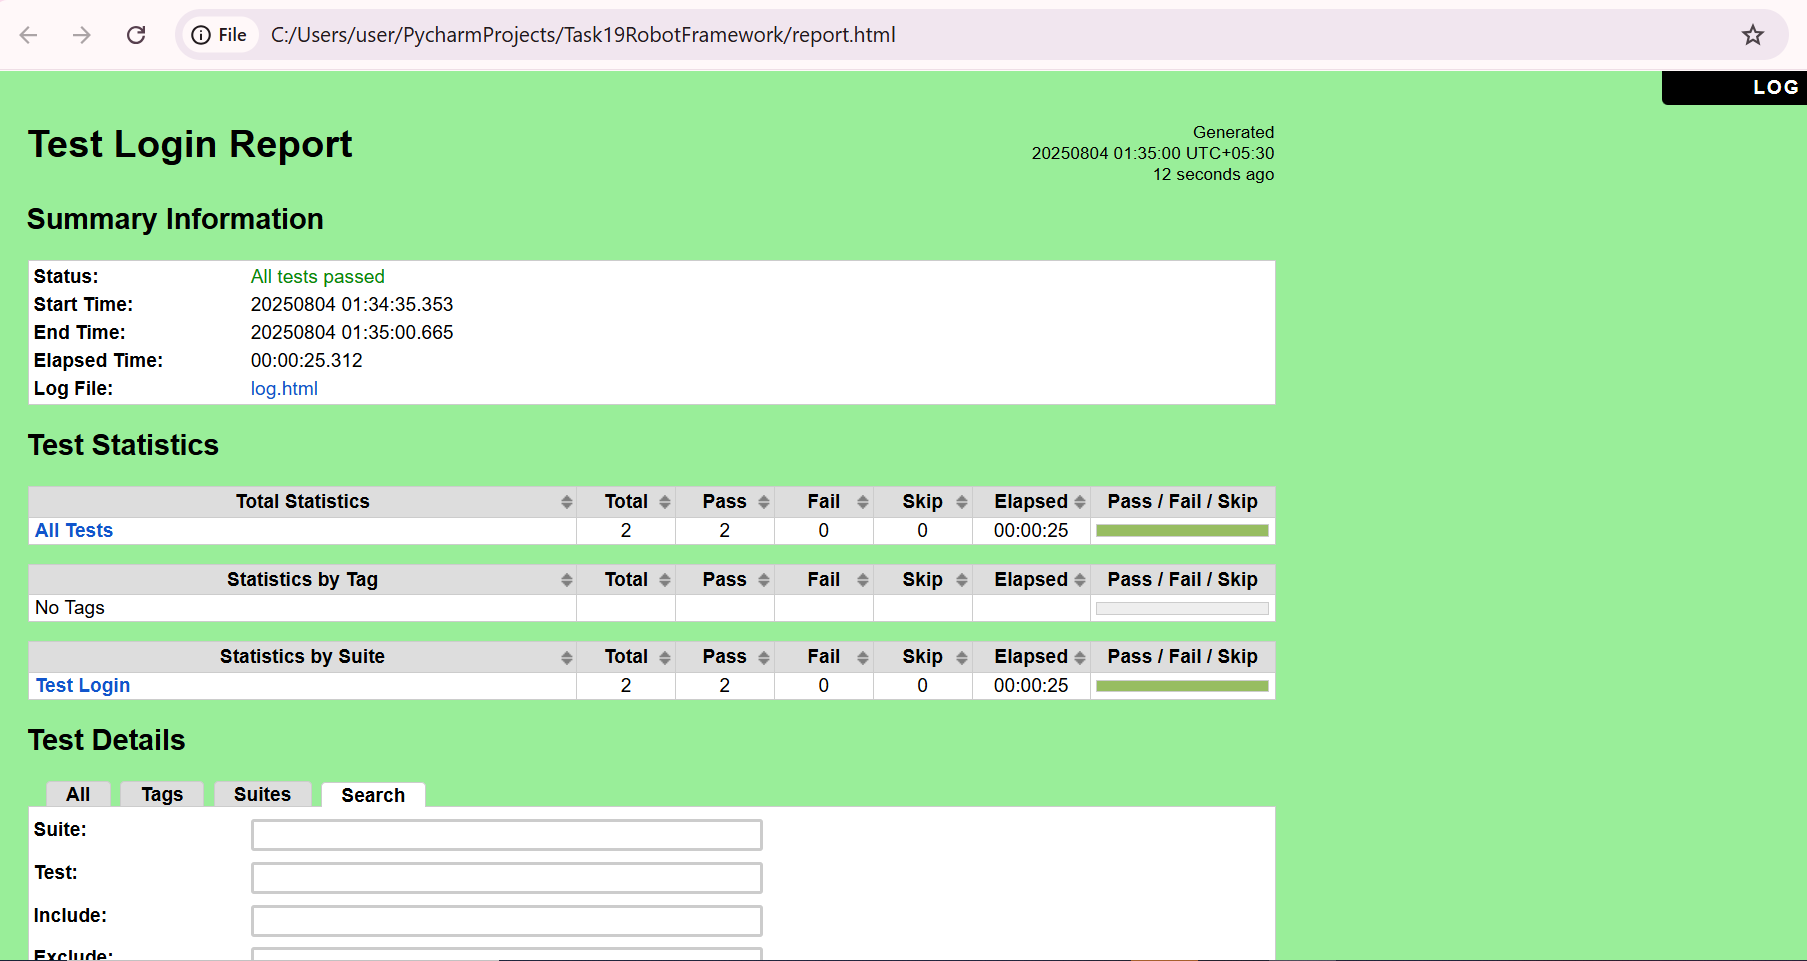 File C:/Users/user/PycharmProjects/Task19RobotFramework/report.html
LOG
Test Login Report
Generated
20250804 01:35:00 UTC+05:30
12 seconds ago
Summary Information
Status: All tests passed
Start Time: 20250804 01:34:35.353
End Time: 20250804 01:35:00.665
Elapsed Time: 00:00:25.312
Log File: log.html
Test Statistics
Total Statistics Total Pass Fail Skip Elapsed Pass / Fail / Skip
All Tests 2 2 0 0 00:00:25
Statistics by Tag Total Pass Fail Skip Elapsed Pass / Fail / Skip
No Tags
Statistics by Suite Total Pass Fail Skip Elapsed Pass / Fail / Skip
Test Login 2 2 0 0 00:00:25
Test Details
All Tags Suites Search
Suite:
Test:
Include:
Exclude: